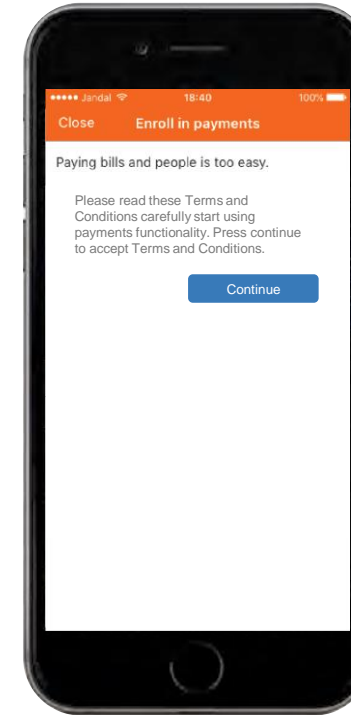 Jandal 18:40 100%
Close Enroll in payments
Paying bills and people is too easy.
Please read these Terms and
Conditions carefully start using
payments functionality. Press continue
to accept Terms and Conditions.
Continue